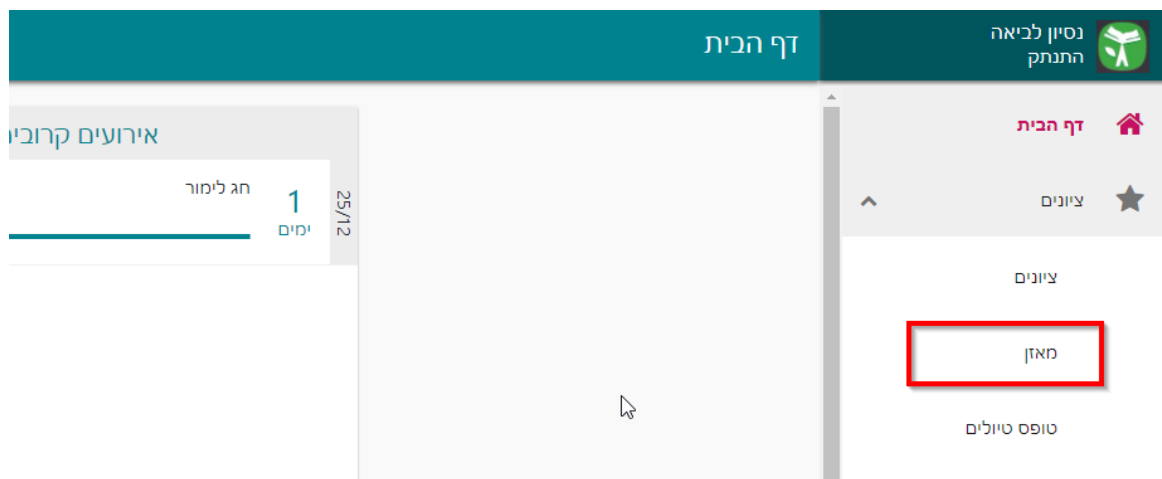 נסיון לביאה
התנתק
דף הבית
דף הבית
ציונים
ציונים
מאזן
טופס טיולים
אירועים קרובי
25/12
1
ימים
חג לימור